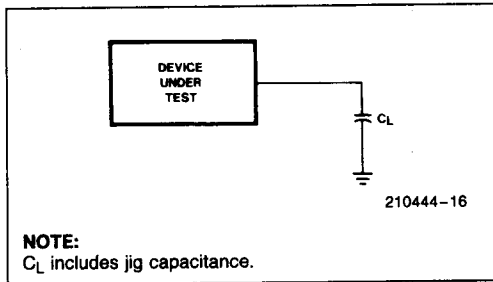 DEVICE
UNDER
TEST
CL
210444–16
NOTE:
CL includes jig capacitance.